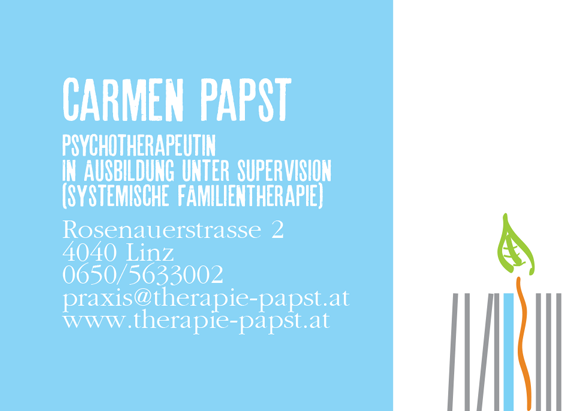 CARMEN PAPST
PSYCHOTHERAPEUTIN
IN AUSBILDUNG UNTER SUPERVISION
(SYSTEMISCHE FAMILIENTHERAPIE)
Rosenauerstrasse 2
4040 Linz
0650/5633002
praxis@therapie-papst.at
www.therapie-papst.at